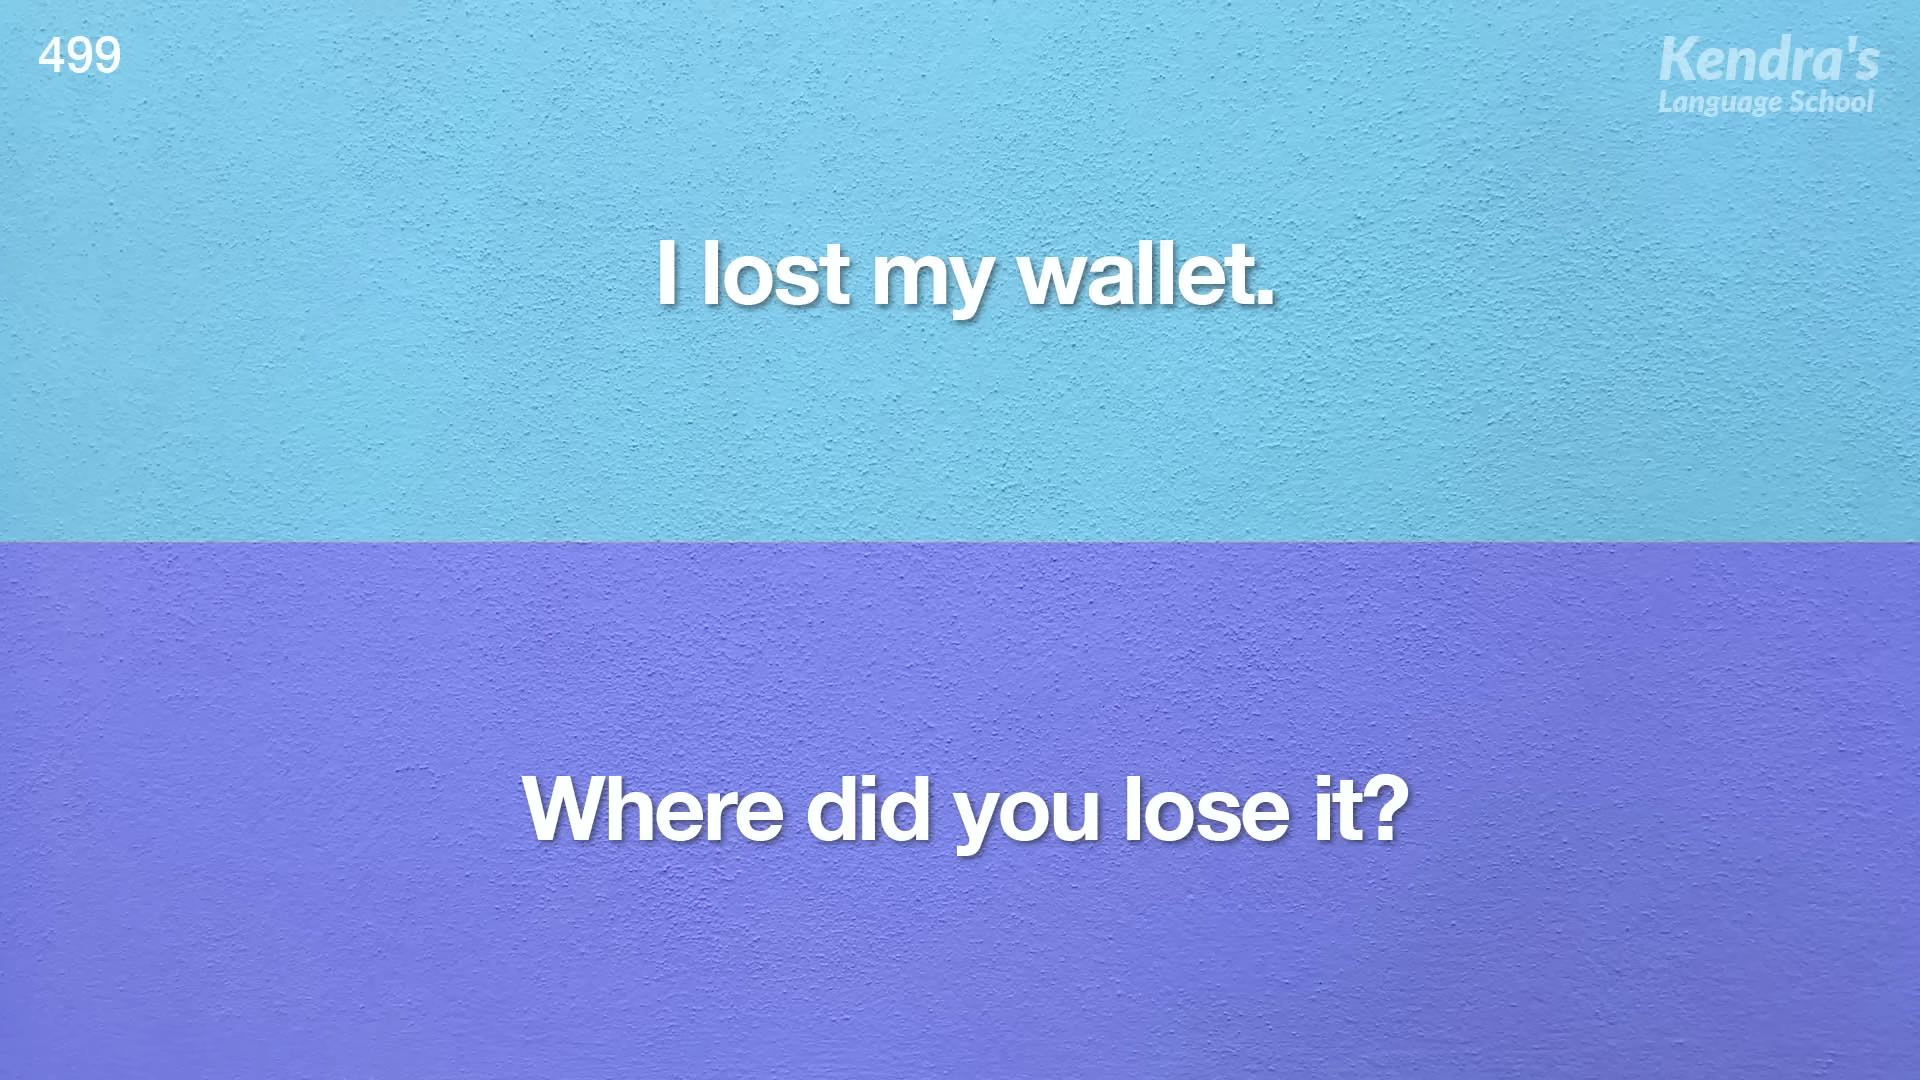 499
Kendra's
Language School
I lost my wallet.
Where did you lose it?